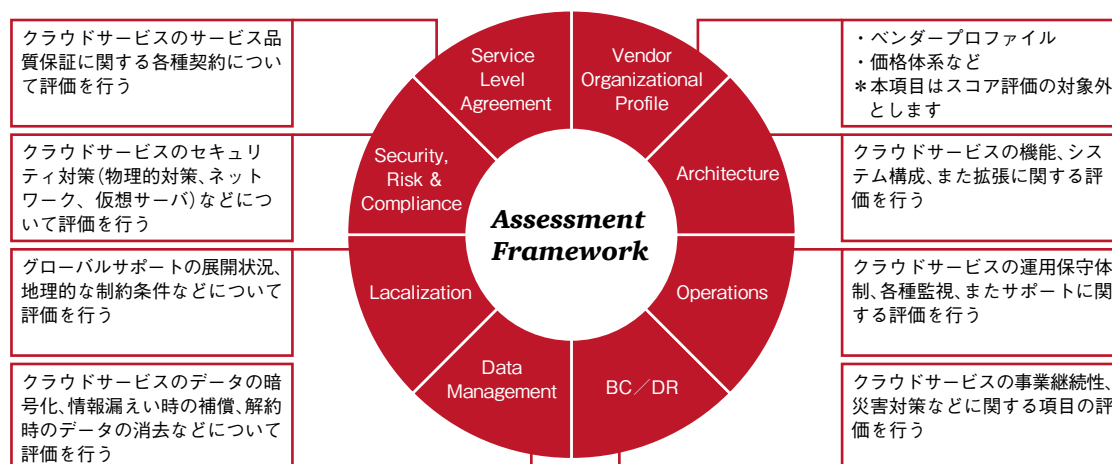 クラウドサービスのサービス品
質保証に関する各種契約につい
て評価を行う
クラウドサービスのセキュリ
ティ対策(物理的対策、ネット
ワーク、仮想サーバ)などにつ
いて評価を行う
グローバルサポートの展開状況、
地理的な制約条件などについて
評価を行う
クラウドサービスのデータの暗
号化、情報漏えい時の補償、解約
時のデータの消去などについて
評価を行う
Service
Level
Agreement
Vendor
Organizational
Profile
Security,
Risk &
Compliance
Architecture
Assessment
Framework
Lacalization
Operations
Data
Management
BC／DR
・ベンダープロファイル
・価格体系など
＊本項目はスコア評価の対象外
とします
クラウドサービスの機能、シス
テム構成、また拡張に関する評
価を行う
クラウドサービスの運用保守体
制、各種監視、またサポートに関
する評価を行う
クラウドサービスの事業継続性、
災害対策などに関する項目の評
価を行う